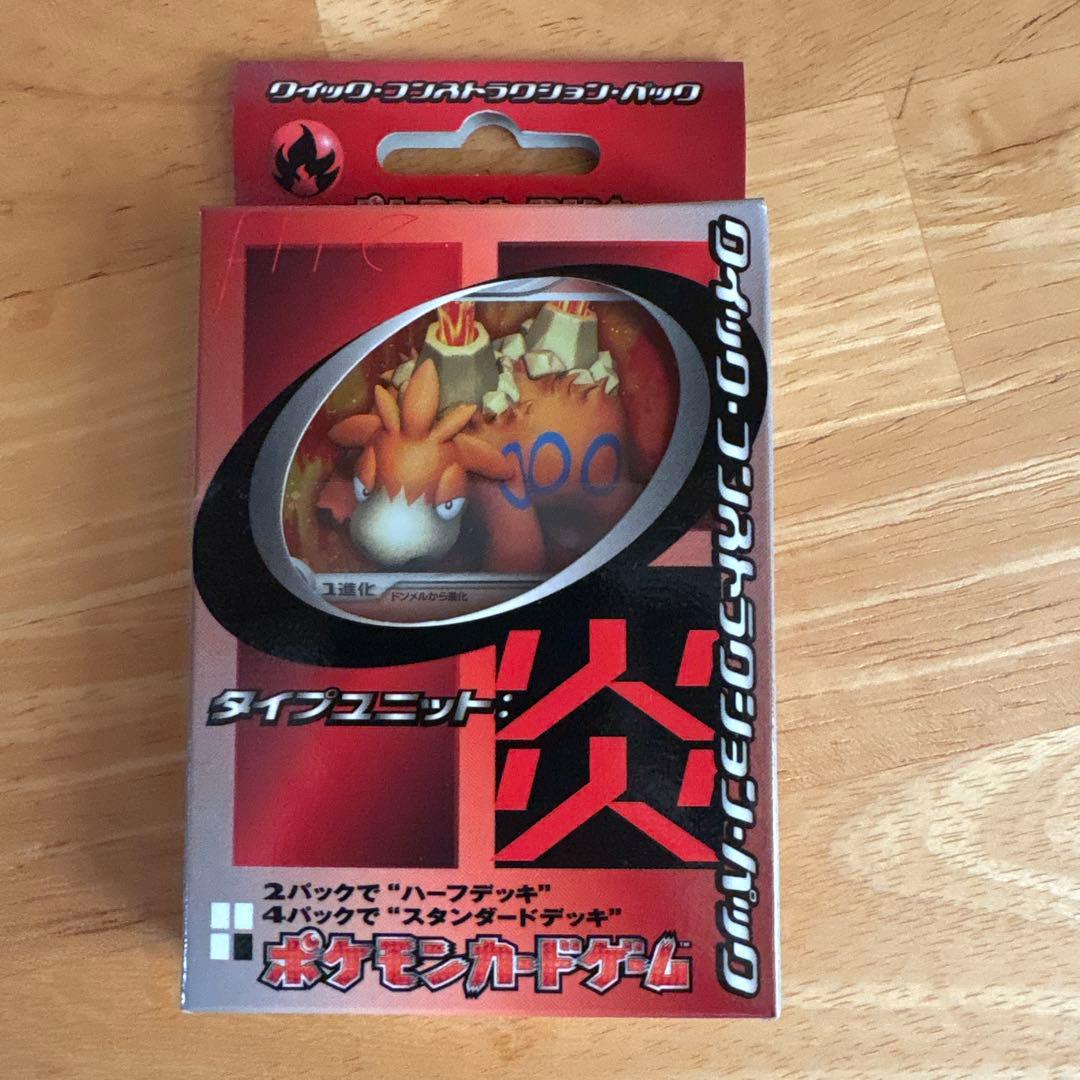 クイック・コンストラクション・パック
Fire
クイック・コンストラクション・パック
100
1進化
ドンメルから進化
タイプユニット:
炎
2パックで“ハーフデッキ”
4パックで“スタンダードデッキ”
ポケモンカードゲーム